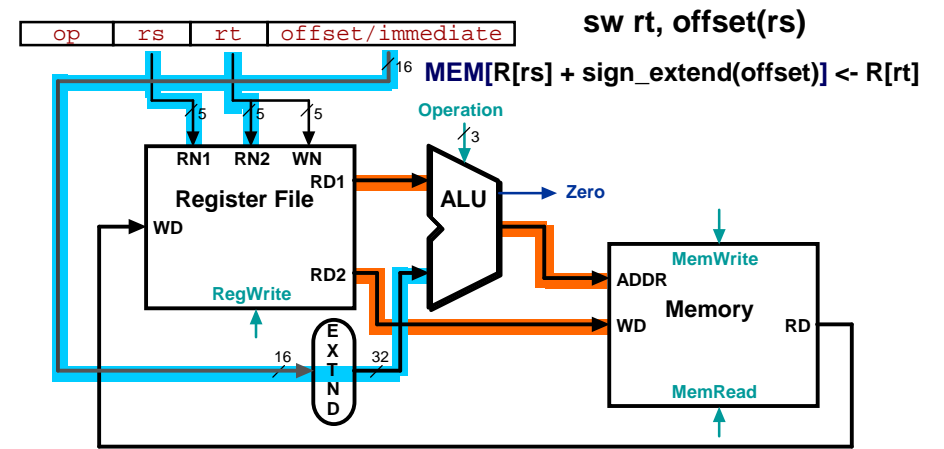 sw rt, offset(rs)
op rs rt offset/immediate
16
MEM[R[rs] + sign_extend(offset)] <- R[rt]
5 5 5
Operation
3
RN1 RN2 WN
RD1
Register File
ALU
Zero
WD
MemWrite
RD2
ADDR
RegWrite
Memory
WD
RD
EXTND
16
32
MemRead